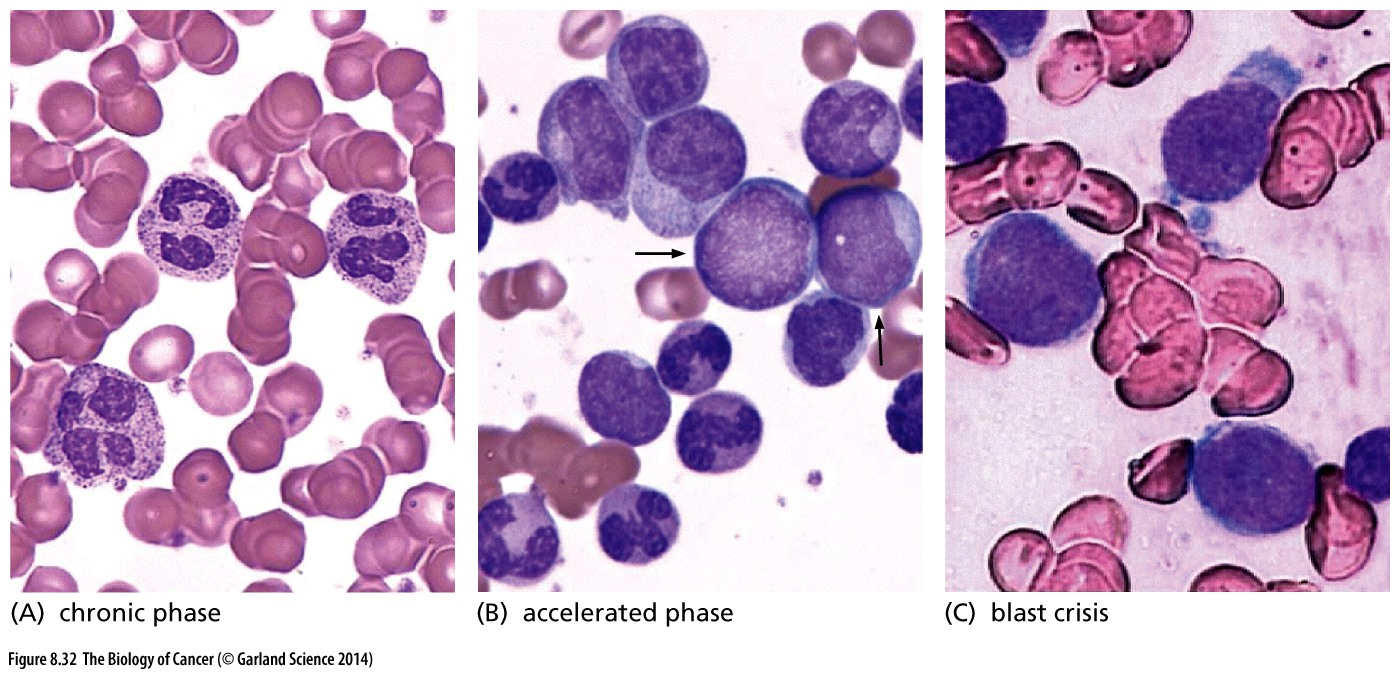 (A) chronic phase
(B) accelerated phase
(C) blast crisis
Figure 8.32 The Biology of Cancer (© Garland Science 2014)